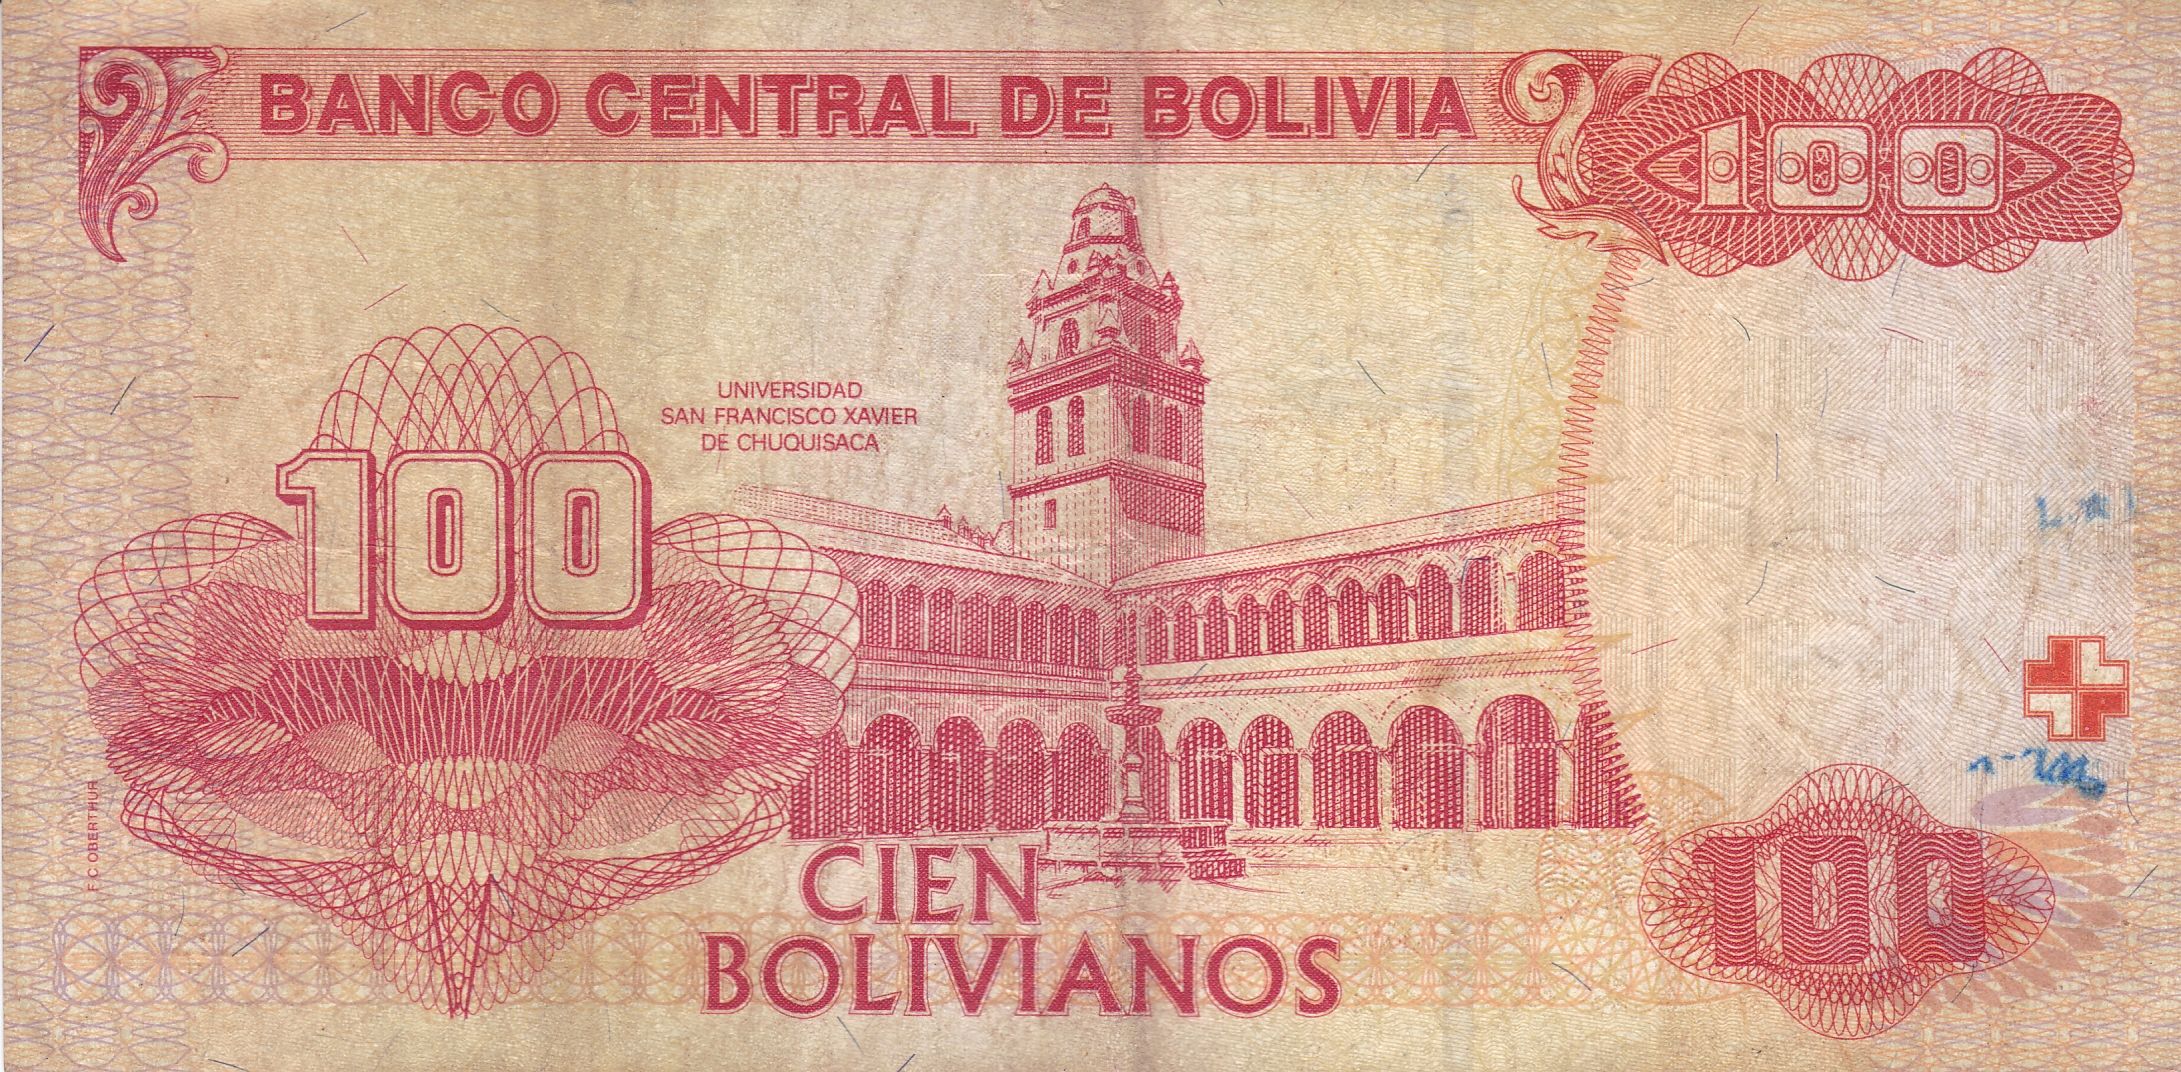 BANCO CENTRAL DE BOLIVIA
100
UNIVERSIDAD
SAN FRANCISCO XAVIER
DE CHUQUISACA
100
F C OBERTHUR
CIEN
BOLIVIANOS
100